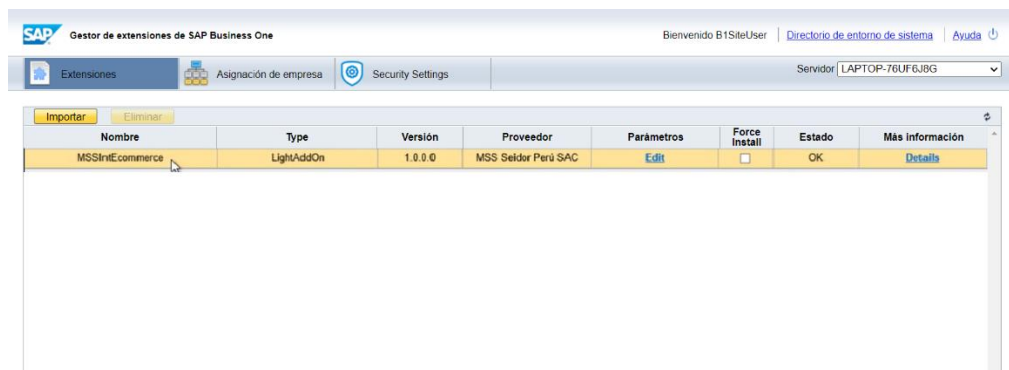 SAP Gestor de extensiones de SAP Business One Bienvenido B1SiteUser Directorio de entorno de sistema Ayuda
Extensiones Asignación de empresa Security Settings Servidor LAPTOP-76UF6J8G
Importar Eliminar
Nombre Type Versión Proveedor Parámetros Force Install Estado Más información
MSSIntEcommerce LightAddOn 1.0.0.0 MSS Seidor Perú SAC Edit OK Details